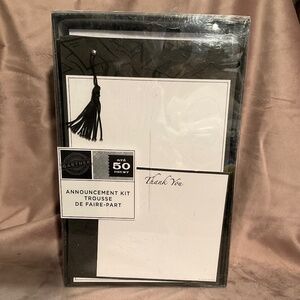 50
ANNOUNCEMENT KIT
TROUSSE
DE FAIRE-PART
Thank You